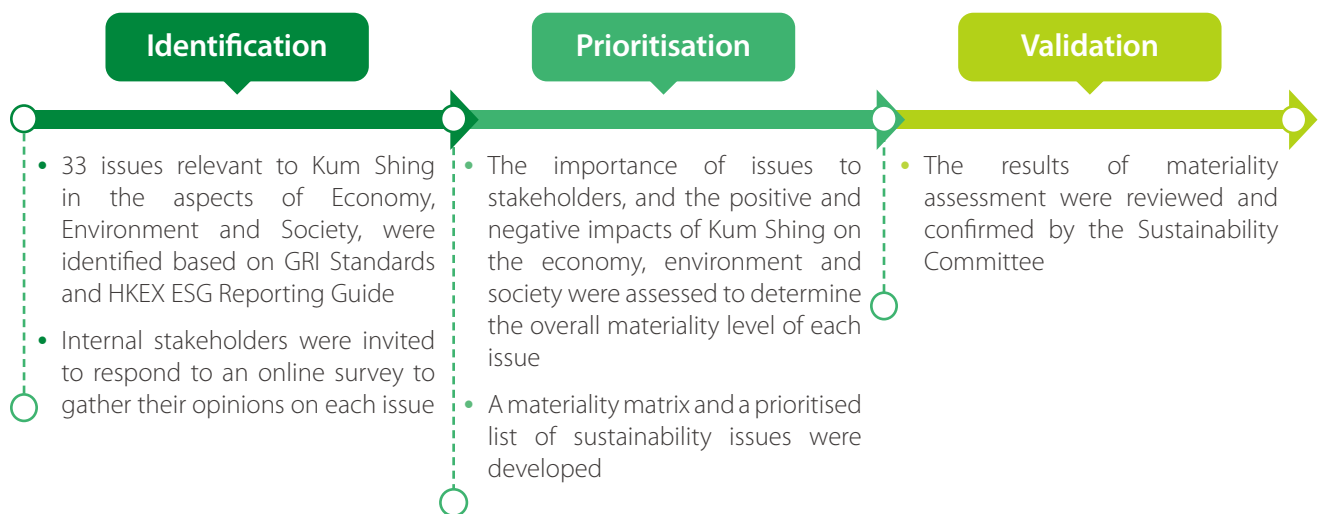 Identification
Prioritisation
Validation
• 33 issues relevant to Kum Shing
in the aspects of Economy,
Environment and Society, were
identified based on GRI Standards
and HKEX ESG Reporting Guide
• Internal stakeholders were invited
to respond to an online survey to
gather their opinions on each issue
• The importance of issues to
stakeholders, and the positive and
negative impacts of Kum Shing on
the economy, environment and
society were assessed to determine
the overall materiality level of each
issue
• A materiality matrix and a prioritised
list of sustainability issues were
developed
• The results of materiality
assessment were reviewed and
confirmed by the Sustainability
Committee